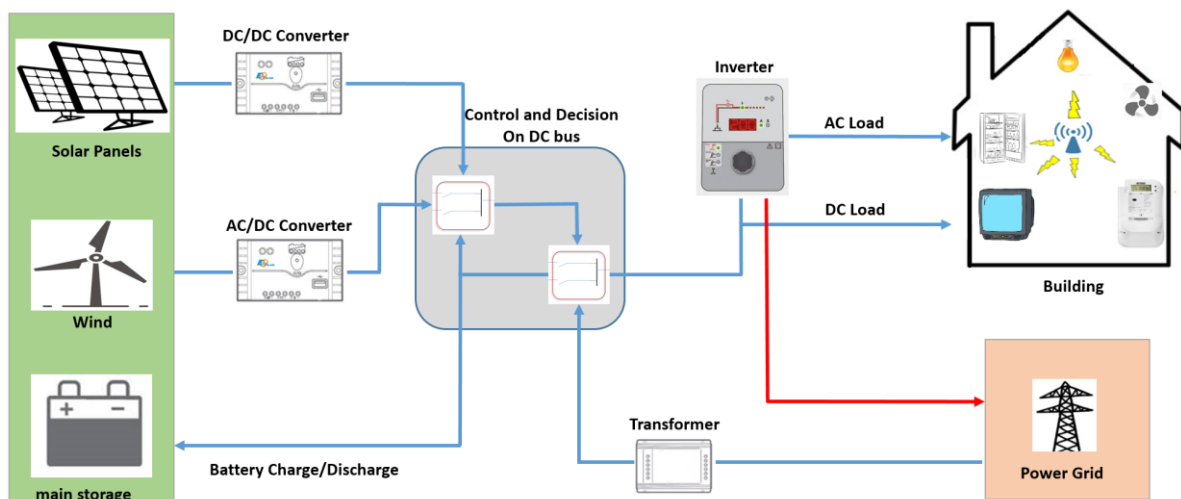 DC/DC Converter
Inverter
Control and Decision
On DC bus
Solar Panels
AC Load
AC/DC Converter
DC Load
Building
Wind
+ −
Transformer
Battery Charge/Discharge
Power Grid
main storage